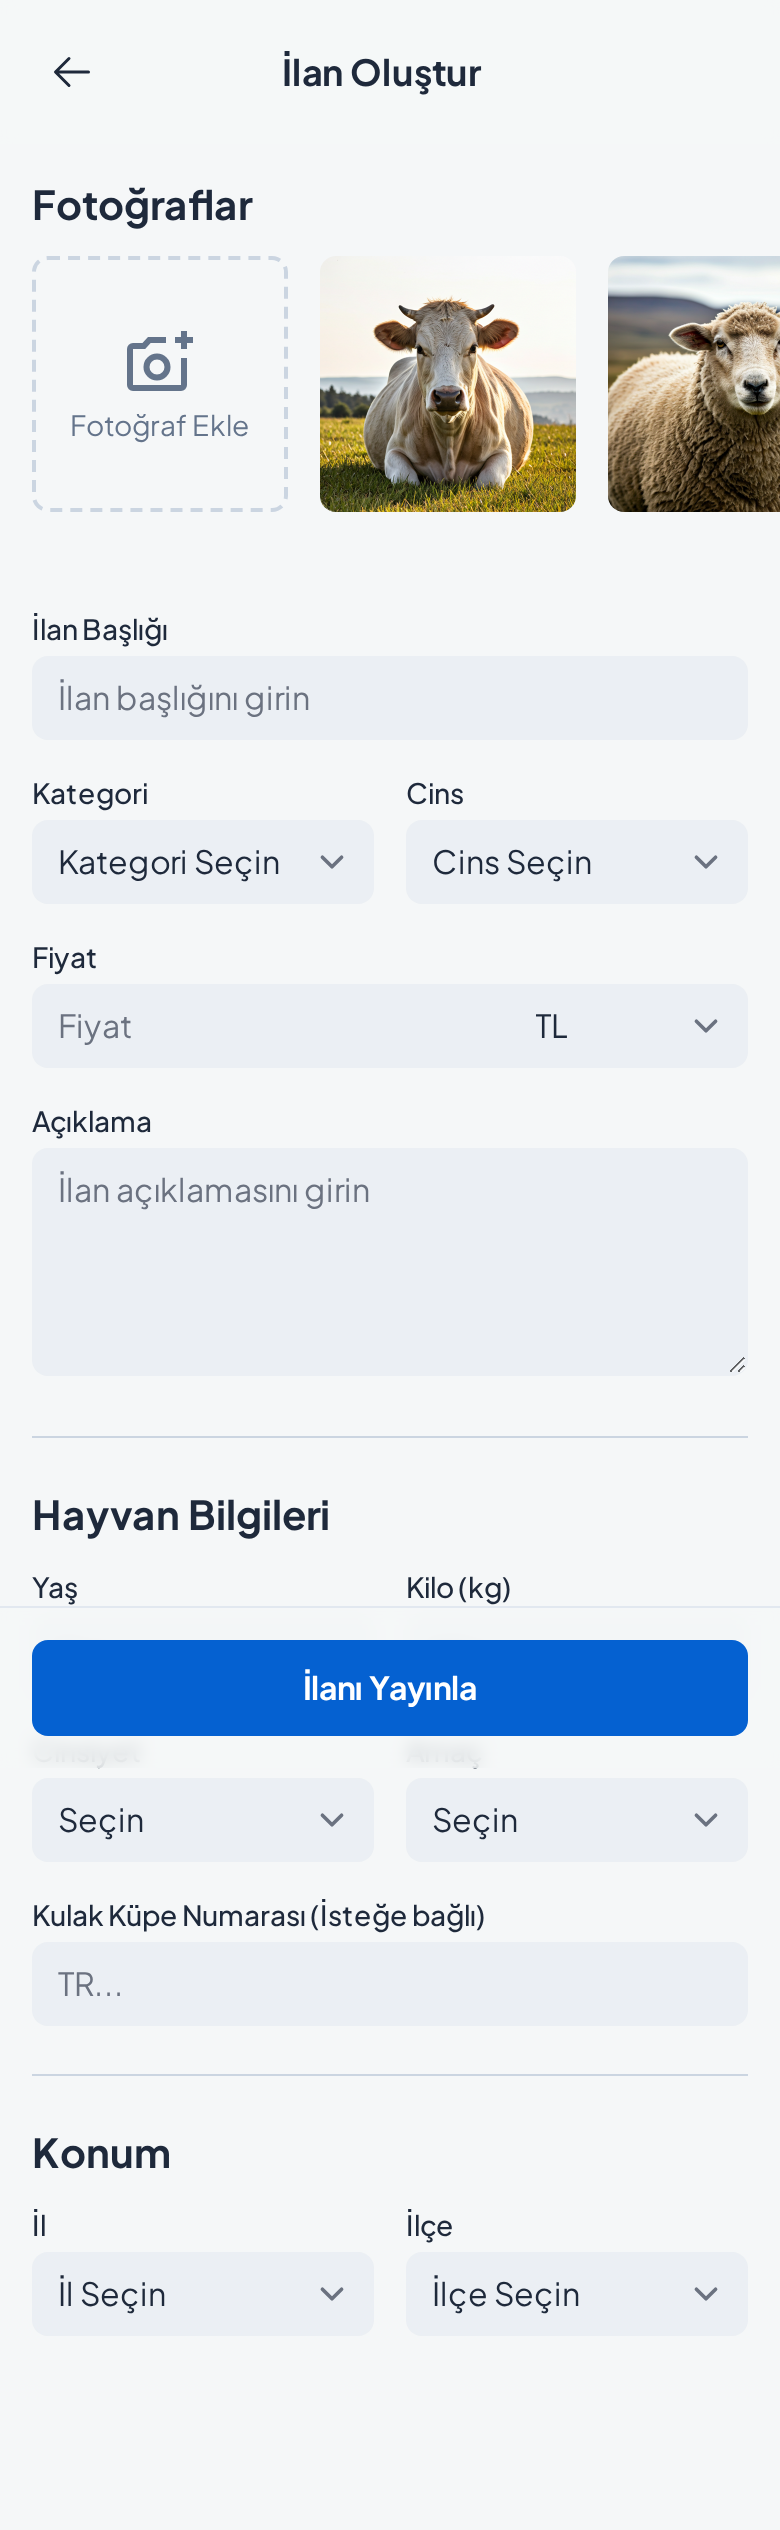 İlan Oluştur
Fotoğraflar
Fotoğraf Ekle
İlan Başlığı
İlan başlığını girin
Kategori Cins
Kategori Seçin Cins Seçin
Fiyat
Fiyat TL
Açıklama
İlan açıklamasını girin
Hayvan Bilgileri
Yaş Kilo (kg)
İlanı Yayınla
Seçin Seçin
Kulak Küpe Numarası (İsteğe bağlı)
TR...
Konum
İl İlçe
İl Seçin İlçe Seçin